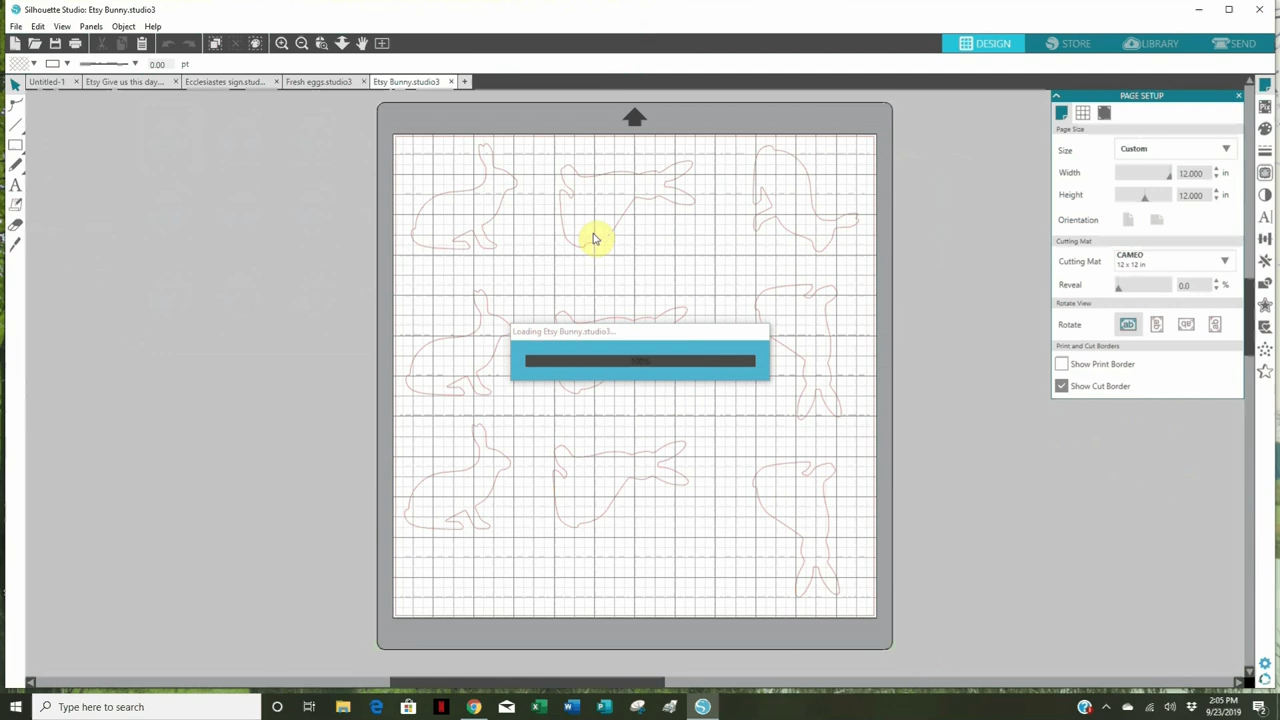 Silhouette Studio: Etsy Bunny.studio3
File Edit View Panels Object Help
DESIGN STORE LIBRARY SEND
0.00 pt
Untitled-1 Etsy Give us this day... Ecclesiastes sign.stud... Fresh eggs.studio3 Etsy Bunny.studio3
PAGE SETUP
Page Size
Size Custom
Width 12.000 in
Height 12.000 in
Orientation
Cutting Mat
Cutting Mat CAMEO
12 x 12 in
Reveal 0.0 %
Rotate View
Rotate
Print and Cut Borders
Show Print Border
Show Cut Border
Loading Etsy Bunny.studio3...
100%
Type here to search
2:05 PM
9/23/2019